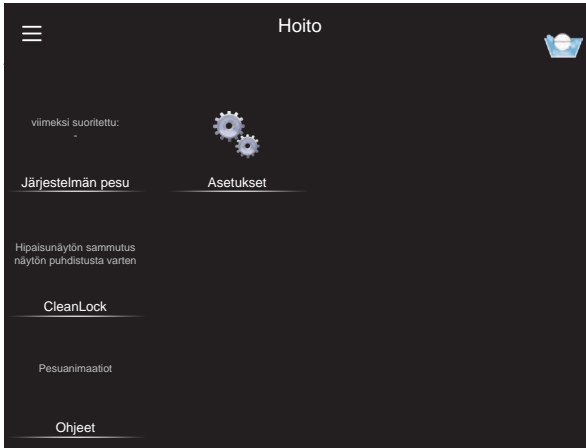 Hoito
viimeksi suoritettu:
-
Järjestelmän pesu
Asetukset
Hipaisunäytön sammutus
näytön puhdistusta varten
CleanLock
Pesuanimaatiot
Ohjeet